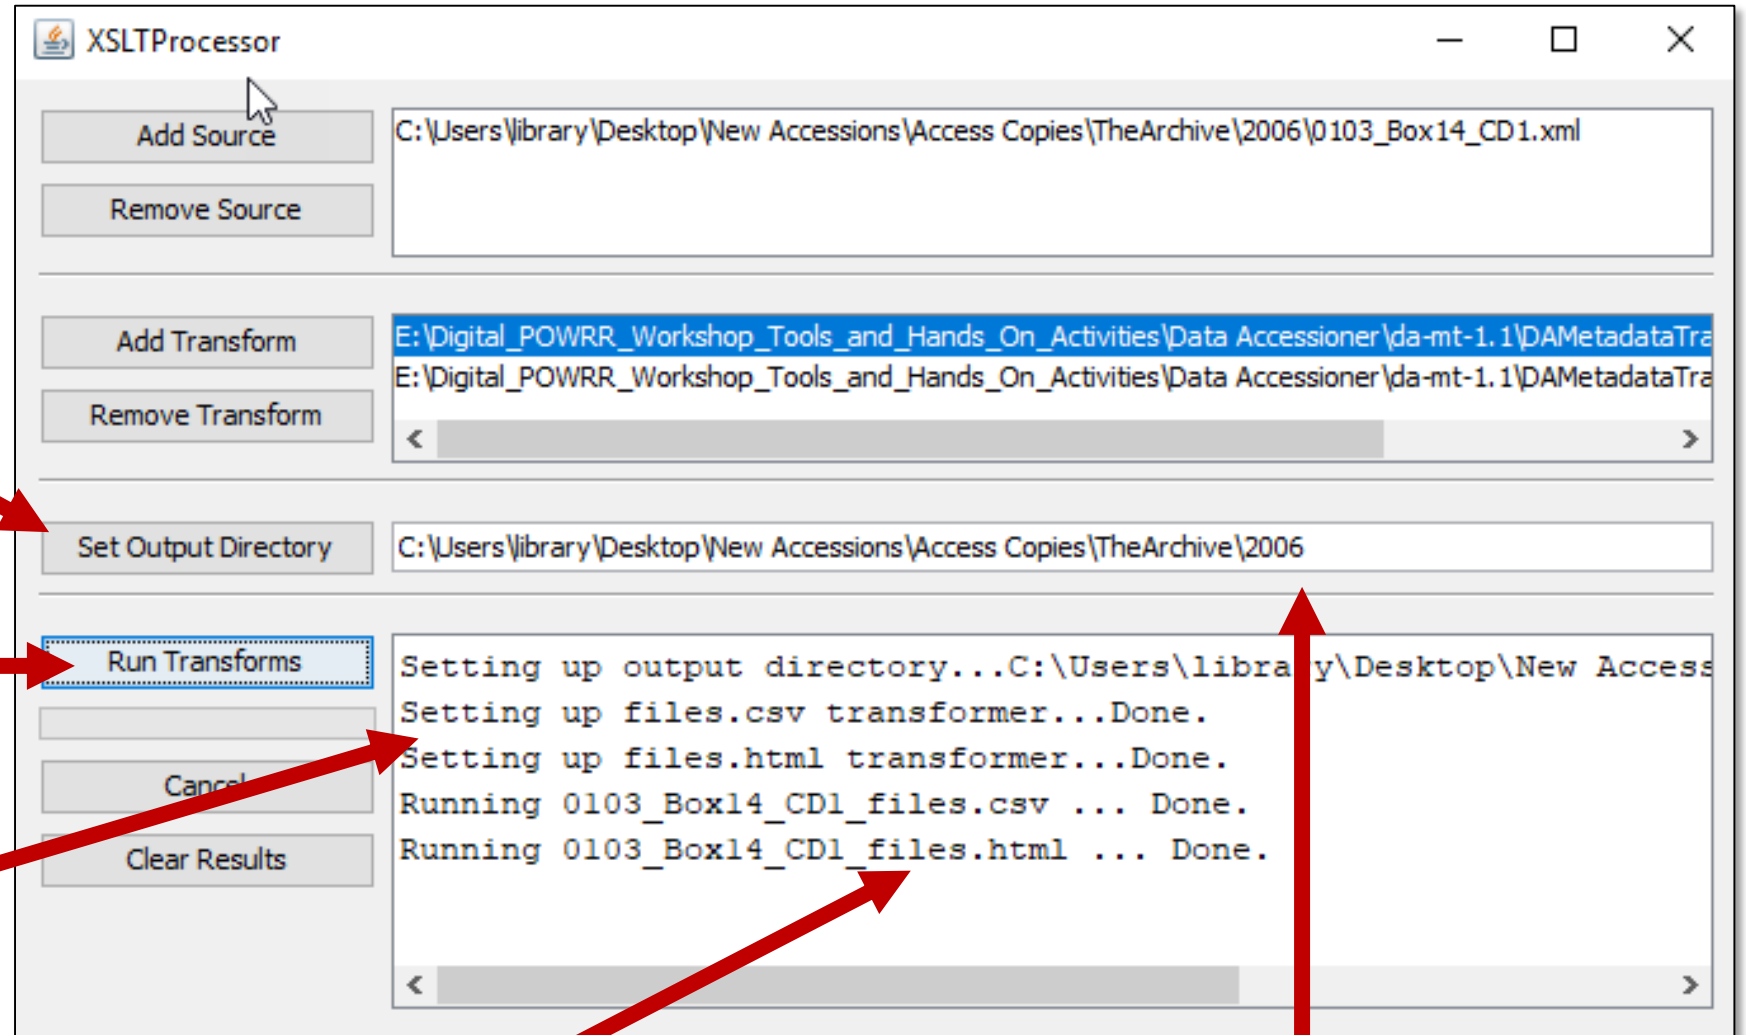 XSLTProcessor
Add Source
C:\Users\library\Desktop\New Accessions\Access Copies\TheArchive\2006\0103_Box14_CD1.xml
Remove Source
Add Transform
E:\Digital_POWRR_Workshop_Tools_and_Hands_On_Activities\Data Accessioner\da-mt-1.1\DAMetadataTra
E:\Digital_POWRR_Workshop_Tools_and_Hands_On_Activities\Data Accessioner\da-mt-1.1\DAMetadataTra
Remove Transform
Set Output Directory
C:\Users\library\Desktop\New Accessions\Access Copies\TheArchive\2006
Run Transforms
Setting up output directory...C:\Users\library\Desktop\New Access
Setting up files.csv transformer...Done.
Setting up files.html transformer...Done.
Cancel
Running 0103_Box14_CD1_files.csv ... Done.
Running 0103_Box14_CD1_files.html ... Done.
Clear Results